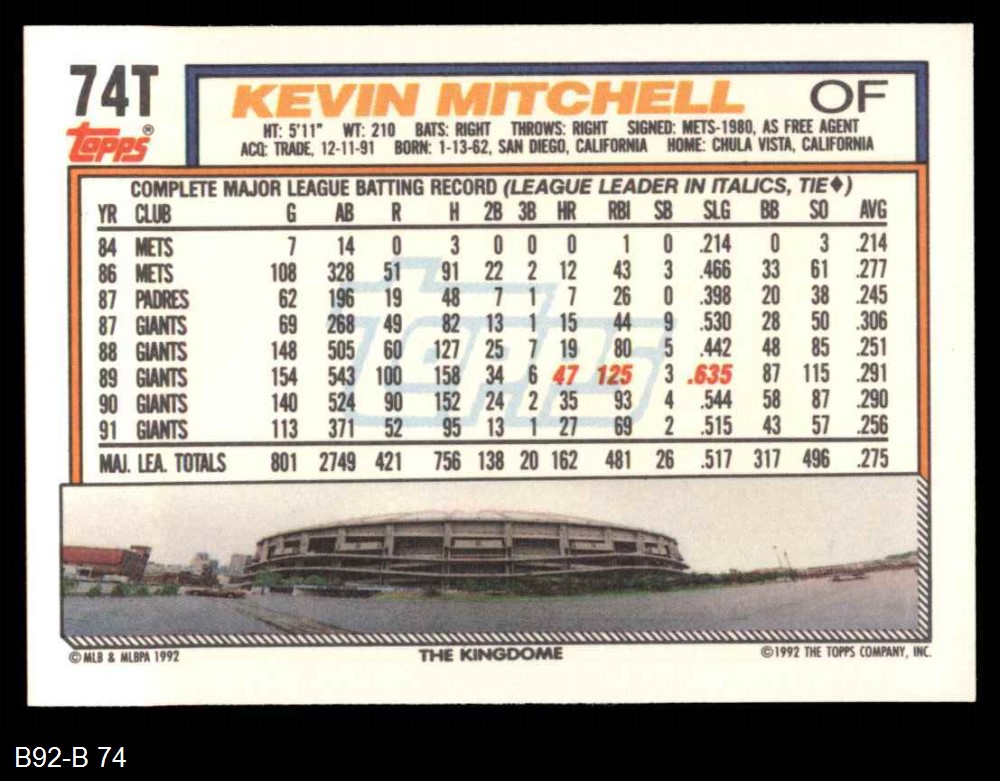 74T
Topps®
KEVIN MITCHELL OF
HT: 5'11" WT: 210 BATS: RIGHT THROWS: RIGHT SIGNED: METS-1980, AS FREE AGENT
ACQ: TRADE, 12-11-91 BORN: 1-13-62, SAN DIEGO, CALIFORNIA HOME: CHULA VISTA, CALIFORNIA
COMPLETE MAJOR LEAGUE BATTING RECORD (LEAGUE LEADER IN ITALICS, TIE♦)
YR CLUB G AB R H 2B 3B HR RBI SB SLG BB SO AVG
84 METS 7 14 0 3 0 0 0 1 0 .214 0 3 .214
86 METS 108 328 51 91 22 2 12 43 3 .466 33 61 .277
87 PADRES 62 196 19 48 7 1 7 26 0 .398 20 38 .245
87 GIANTS 69 268 49 82 13 1 15 44 9 .530 28 50 .306
88 GIANTS 148 505 60 127 25 7 19 80 5 .442 48 85 .251
89 GIANTS 154 543 100 158 34 6 47 125 3 .635 87 115 .291
90 GIANTS 140 524 90 152 24 2 35 93 4 .544 58 87 .290
91 GIANTS 113 371 52 95 13 1 27 69 2 .515 43 57 .256
MAJ. LEA. TOTALS 801 2749 421 756 138 20 162 481 26 .517 317 496 .275
Topps
© MLB & MLBPA 1992 THE KINGDOME ©1992 THE TOPPS COMPANY, INC.
B92-B 74